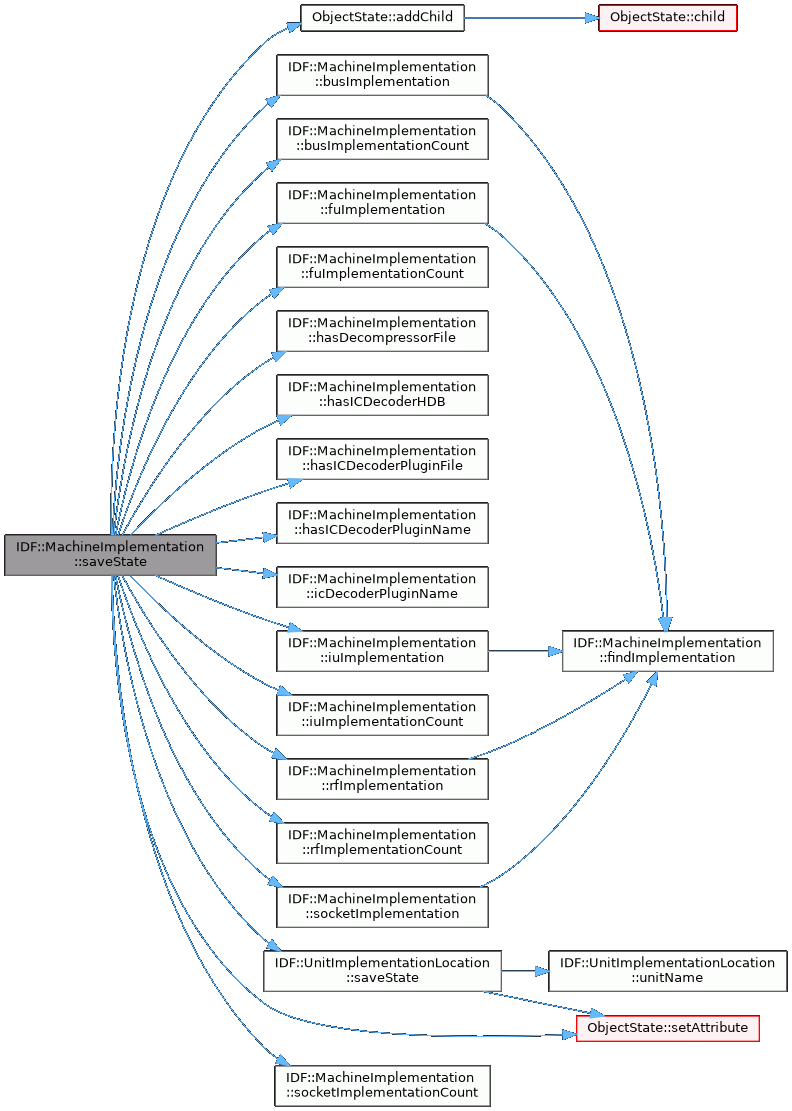 ObjectState::addChild
ObjectState::child
IDF::MachineImplementation
::busImplementation
IDF::MachineImplementation
::busImplementationCount
IDF::MachineImplementation
::fuImplementation
IDF::MachineImplementation
::fuImplementationCount
IDF::MachineImplementation
::hasDecompressorFile
IDF::MachineImplementation
::hasICDecoderHDB
IDF::MachineImplementation
::hasICDecoderPluginFile
IDF::MachineImplementation
::hasICDecoderPluginName
IDF::MachineImplementation
::saveState
IDF::MachineImplementation
::icDecoderPluginName
IDF::MachineImplementation
::iuImplementation
IDF::MachineImplementation
::findImplementation
IDF::MachineImplementation
::iuImplementationCount
IDF::MachineImplementation
::rfImplementation
IDF::MachineImplementation
::rfImplementationCount
IDF::MachineImplementation
::socketImplementation
IDF::UnitImplementationLocation
::saveState
IDF::UnitImplementationLocation
::unitName
ObjectState::setAttribute
IDF::MachineImplementation
::socketImplementationCount